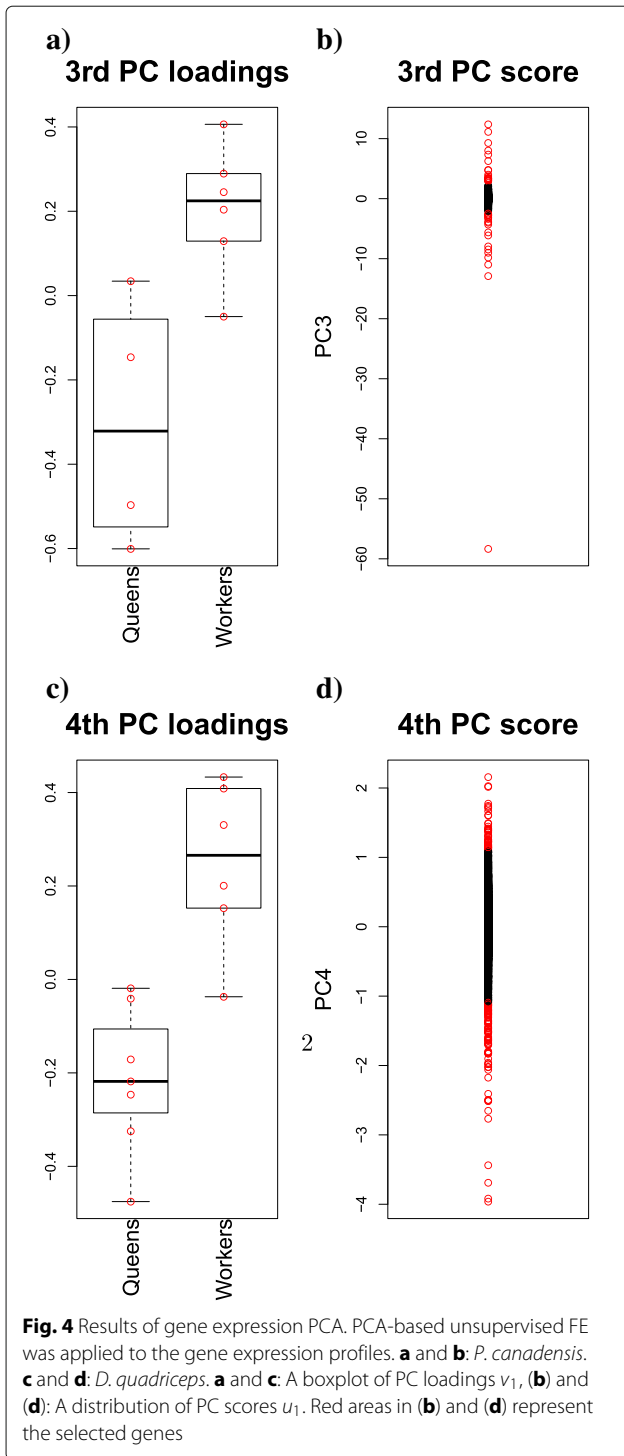 a)
3rd PC loadings
0.4
0.2
0.0
−0.2
−0.4
−0.6
Queens
Workers
b)
3rd PC score
PC3
10
0
−10
−20
−30
−40
−50
−60
c)
4th PC loadings
0.4
0.2
0.0
−0.2
−0.4
Queens
Workers
2
d)
4th PC score
PC4
2
1
0
−1
−2
−3
−4
Fig. 4 Results of gene expression PCA. PCA-based unsupervised FE
was applied to the gene expression profiles. a and b: P. canadensis.
c and d: D. quadriceps. a and c: A boxplot of PC loadings v1, (b) and
(d): A distribution of PC scores u1. Red areas in (b) and (d) represent
the selected genes